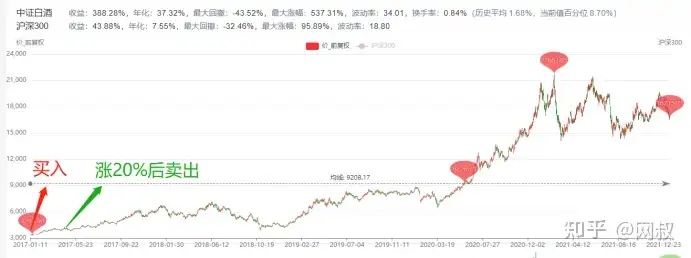 中证白酒 收益：388.28%，年化：37.32%，最大回撤：-43.52%，最大涨幅：537.31%，波动率：34.01，换手率：0.84%（历史平均 1.68%，当前值百分位 8.70%）
沪深300 收益：43.88%，年化：7.55%，最大回撤：-32.46%，最大涨幅：95.89%，波动率：18.80
价_前复权 沪深300
价_前复权 沪深300
24,000
21,000
18,000
15,000
12,000
买入 涨20%后卖出
9,000
均线: 9208.17
6,000
3,000
2017-01-11 2017-05-23 2017-09-22 2018-01-30 2018-06-12 2018-10-22 2019-02-27 2019-07-04 2019-11-11 2020-03-19 2020-07-27 2020-12-02 2021-04-12 2021-08-16 2021-12-23
知乎 @网叔